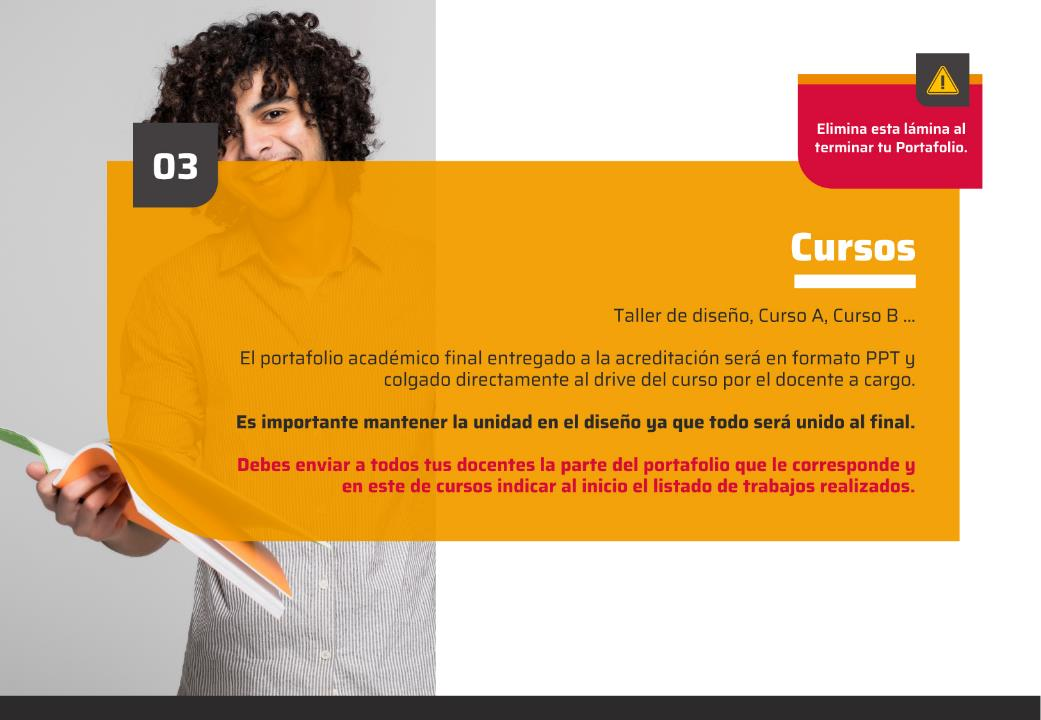 Elimina esta lámina al
terminar tu Portafolio.
03
Cursos
Taller de diseño, Curso A, Curso B ...
El portafolio académico final entregado a la acreditación será en formato PPT y
colgado directamente al drive del curso por el docente a cargo.
Es importante mantener la unidad en el diseño ya que todo será unido al final.
Debes enviar a todos tus docentes la parte del portafolio que le corresponde y
en este de cursos indicar al inicio el listado de trabajos realizados.